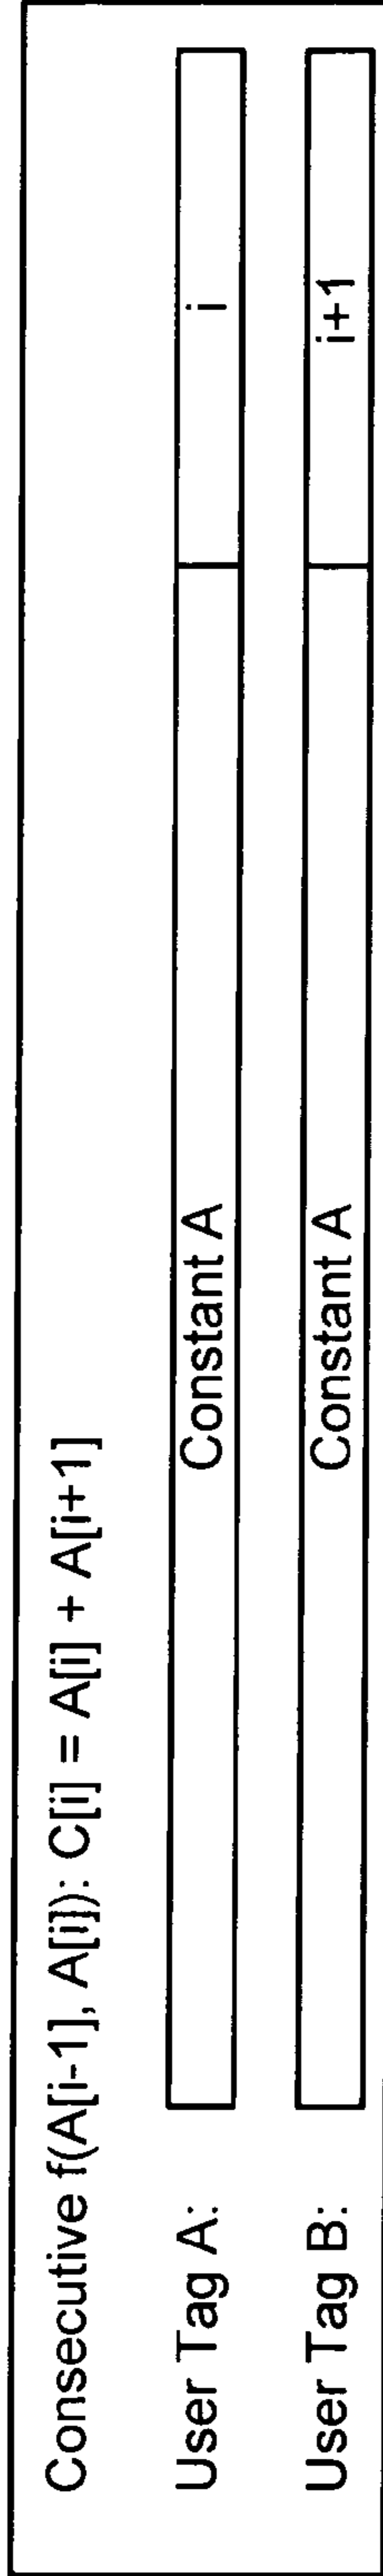 Consecutive f(A[i-1], A[i]): C[i] = A[i] + A[i+1]
User Tag A: Constant A i
User Tag B: Constant A i+1